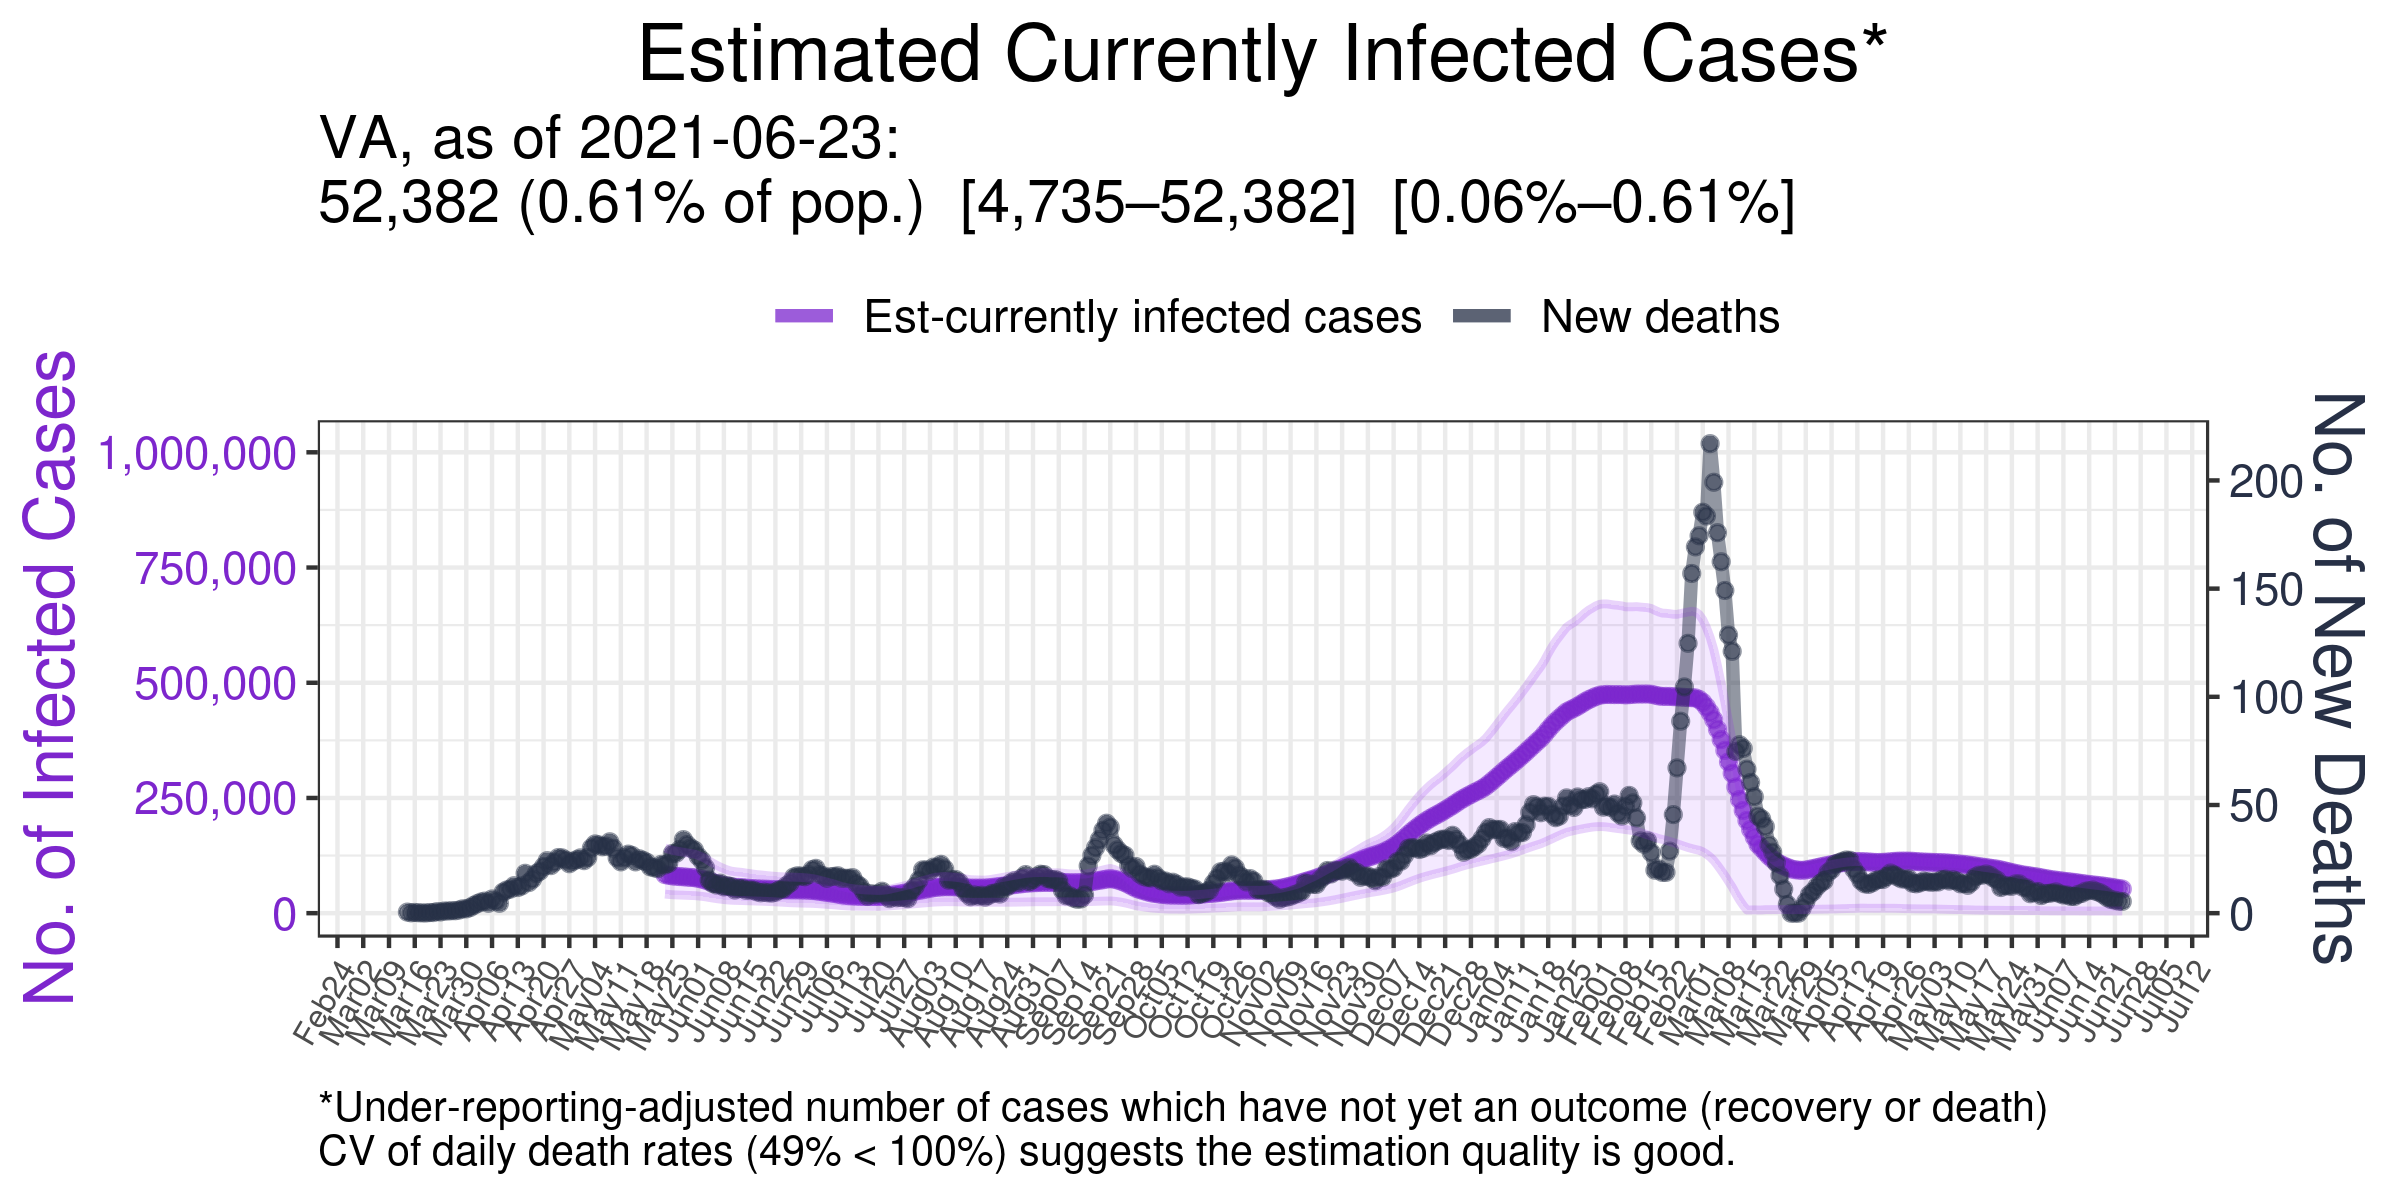 Estimated Currently Infected Cases*
VA, as of 2021-06-23:
52,382 (0.61% of pop.) [4,735–52,382] [0.06%–0.61%]
Est-currently infected cases
New deaths
No. of Infected Cases
1,000,000
750,000
500,000
250,000
0
No. of New Deaths
200
150
100
50
0
Feb24
Mar02
Mar09
Mar16
Mar23
Mar30
Apr06
Apr13
Apr20
Apr27
May04
May11
May18
May25
Jun01
Jun08
Jun15
Jun22
Jun29
Jul06
Jul13
Jul20
Jul27
Aug03
Aug10
Aug17
Aug24
Aug31
Sep07
Sep14
Sep21
Sep28
Oct05
Oct12
Oct19
Oct26
Nov02
Nov09
Nov16
Nov23
Nov30
Dec07
Dec14
Dec21
Dec28
Jan04
Jan11
Jan18
Jan25
Feb01
Feb08
Feb15
Feb22
Mar01
Mar08
Mar15
Mar22
Mar29
Apr05
Apr12
Apr19
Apr26
May03
May10
May17
May24
May31
Jun07
Jun14
Jun21
Jun28
Jul05
Jul12
*Under-reporting-adjusted number of cases which have not yet an outcome (recovery or death)
CV of daily death rates (49% < 100%) suggests the estimation quality is good.